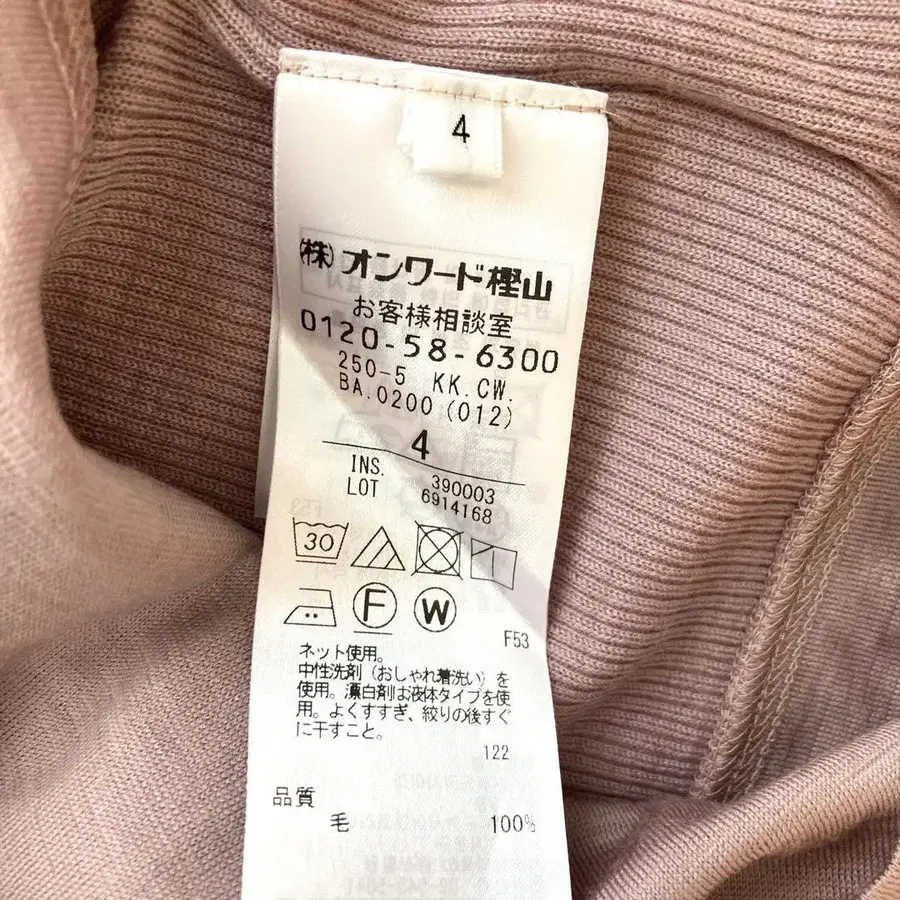 4
(株)オンワード樫山
お客様相談室
0120-58-6300
250-5 KK.CW.
BA.0200 (012)
4
INS. 390003
LOT 6914168
30
F W
F53
ネット使用。
中性洗剤（おしゃれ着洗い）を
使用。漂白剤は液体タイプを使
用。よくすすぎ、絞りの後すぐ
に干すこと。
122
品質
毛 100%